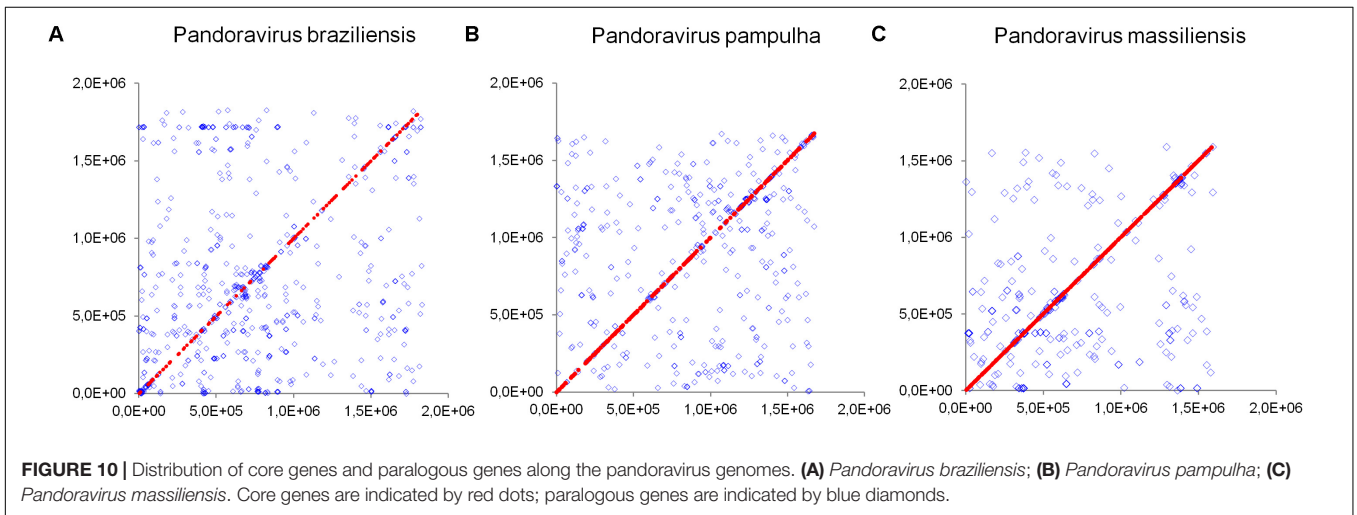 A Pandoravirus braziliensis B Pandoravirus pampulha C Pandoravirus massiliensis
2,0E+06
1,5E+06
1,0E+06
5,0E+05
0,0E+00
0,0E+00 5,0E+05 1,0E+06 1,5E+06 2,0E+06
2,0E+06
1,5E+06
1,0E+06
5,0E+05
0,0E+00
0,0E+00 5,0E+05 1,0E+06 1,5E+06 2,0E+06
2,0E+06
1,5E+06
1,0E+06
5,0E+05
0,0E+00
0,0E+00 5,0E+05 1,0E+06 1,5E+06 2,0E+06
FIGURE 10 | Distribution of core genes and paralogous genes along the pandoravirus genomes. (A) Pandoravirus braziliensis; (B) Pandoravirus pampulha; (C)
Pandoravirus massiliensis. Core genes are indicated by red dots; paralogous genes are indicated by blue diamonds.